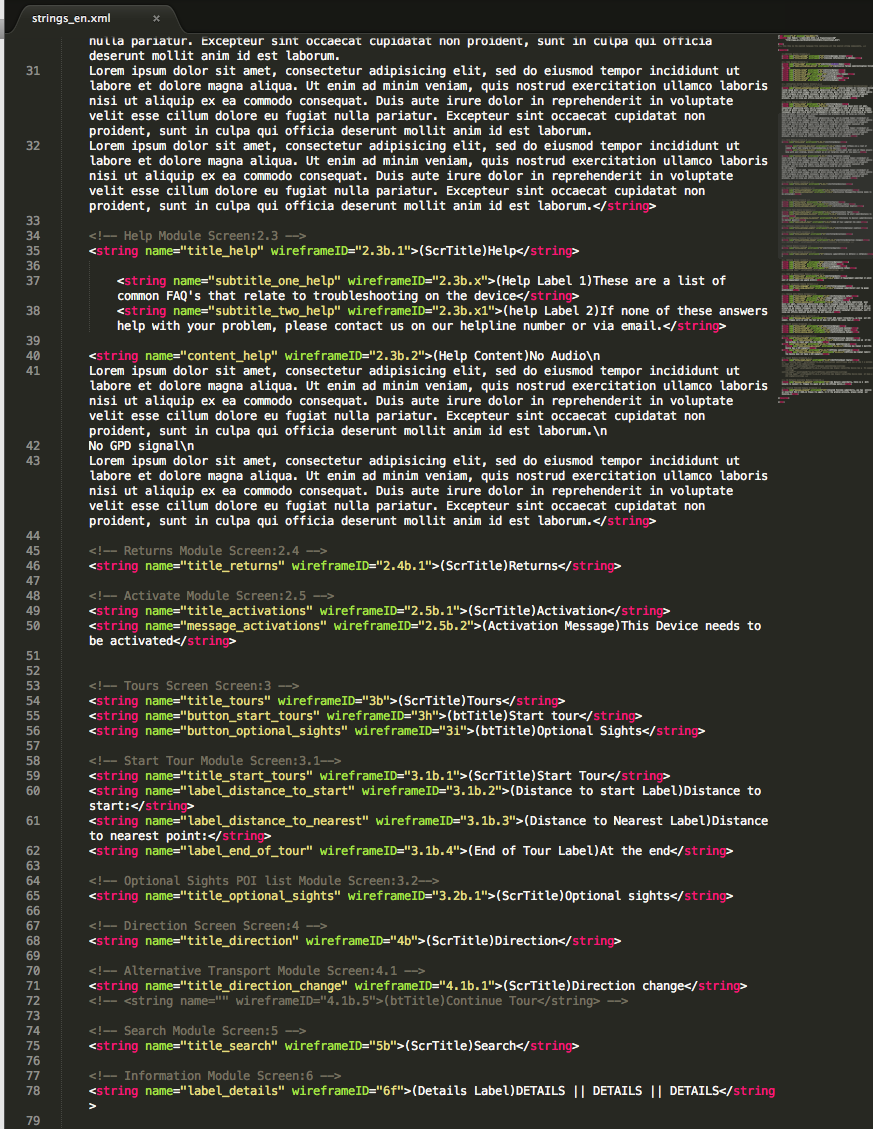 strings_en.xml ×
nulla pariatur. Excepteur sint occaecat cupidatat non proident, sunt in culpa qui officia
deserunt mollit anim id est laborum.
31 Lorem ipsum dolor sit amet, consectetur adipisicing elit, sed do eiusmod tempor incididunt ut
labore et dolore magna aliqua. Ut enim ad minim veniam, quis nostrud exercitation ullamco laboris
nisi ut aliquip ex ea commodo consequat. Duis aute irure dolor in reprehenderit in voluptate
velit esse cillum dolore eu fugiat nulla pariatur. Excepteur sint occaecat cupidatat non
proident, sunt in culpa qui officia deserunt mollit anim id est laborum.
32 Lorem ipsum dolor sit amet, consectetur adipisicing elit, sed do eiusmod tempor incididunt ut
labore et dolore magna aliqua. Ut enim ad minim veniam, quis nostrud exercitation ullamco laboris
nisi ut aliquip ex ea commodo consequat. Duis aute irure dolor in reprehenderit in voluptate
velit esse cillum dolore eu fugiat nulla pariatur. Excepteur sint occaecat cupidatat non
proident, sunt in culpa qui officia deserunt mollit anim id est laborum.</string>
33
34 <!-- Help Module Screen:2.3 -->
35 <string name="title_help" wireframeID="2.3b.1">(ScrTitle)Help</string>
36
37 <string name="subtitle_one_help" wireframeID="2.3b.x">(Help Label 1)These are a list of
common FAQ's that relate to troubleshooting on the device</string>
38 <string name="subtitle_two_help" wireframeID="2.3b.x1">(help Label 2)If none of these answers
help with your problem, please contact us on our helpline number or via email.</string>
39
40 <string name="content_help" wireframeID="2.3b.2">(Help Content)No Audio\n
41 Lorem ipsum dolor sit amet, consectetur adipisicing elit, sed do eiusmod tempor incididunt ut
labore et dolore magna aliqua. Ut enim ad minim veniam, quis nostrud exercitation ullamco laboris
nisi ut aliquip ex ea commodo consequat. Duis aute irure dolor in reprehenderit in voluptate
velit esse cillum dolore eu fugiat nulla pariatur. Excepteur sint occaecat cupidatat non
proident, sunt in culpa qui officia deserunt mollit anim id est laborum.\n
42 No GPD signal\n
43 Lorem ipsum dolor sit amet, consectetur adipisicing elit, sed do eiusmod tempor incididunt ut
labore et dolore magna aliqua. Ut enim ad minim veniam, quis nostrud exercitation ullamco laboris
nisi ut aliquip ex ea commodo consequat. Duis aute irure dolor in reprehenderit in voluptate
velit esse cillum dolore eu fugiat nulla pariatur. Excepteur sint occaecat cupidatat non
proident, sunt in culpa qui officia deserunt mollit anim id est laborum.</string>
44
45 <!-- Returns Module Screen:2.4 -->
46 <string name="title_returns" wireframeID="2.4b.1">(ScrTitle)Returns</string>
47
48 <!-- Activate Module Screen:2.5 -->
49 <string name="title_activations" wireframeID="2.5b.1">(ScrTitle)Activation</string>
50 <string name="message_activations" wireframeID="2.5b.2">(Activation Message)This Device needs to
be activated</string>
51
52
53 <!-- Tours Screen Screen:3 -->
54 <string name="title_tours" wireframeID="3b">(ScrTitle)Tours</string>
55 <string name="button_start_tours" wireframeID="3h">(btTitle)Start tour</string>
56 <string name="button_optional_sights" wireframeID="3i">(btTitle)Optional Sights</string>
57
58 <!-- Start Tour Module Screen:3.1-->
59 <string name="title_start_tours" wireframeID="3.1b.1">(ScrTitle)Start Tour</string>
60 <string name="label_distance_to_start" wireframeID="3.1b.2">(Distance to start Label)Distance to
start:</string>
61 <string name="label_distance_to_nearest" wireframeID="3.1b.3">(Distance to Nearest Label)Distance
to nearest point:</string>
62 <string name="label_end_of_tour" wireframeID="3.1b.4">(End of Tour Label)At the end</string>
63
64 <!-- Optional Sights POI list Module Screen:3.2-->
65 <string name="title_optional_sights" wireframeID="3.2b.1">(ScrTitle)Optional sights</string>
66
67 <!-- Direction Screen Screen:4 -->
68 <string name="title_direction" wireframeID="4b">(ScrTitle)Direction</string>
69
70 <!-- Alternative Transport Module Screen:4.1 -->
71 <string name="title_direction_change" wireframeID="4.1b.1">(ScrTitle)Direction change</string>
72 <!-- <string name="" wireframeID="4.1b.5">(btTitle)Continue Tour</string> -->
73
74 <!-- Search Module Screen:5 -->
75 <string name="title_search" wireframeID="5b">(ScrTitle)Search</string>
76
77 <!-- Information Module Screen:6 -->
78 <string name="label_details" wireframeID="6f">(Details Label)DETAILS || DETAILS || DETAILS</string
>
79